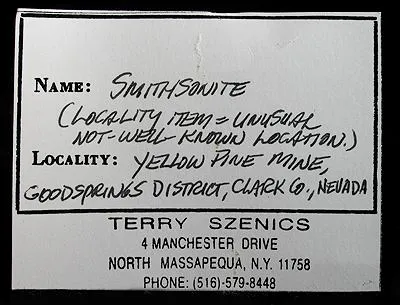 NAME: SMITHSONITE
(LOCALITY ITEM = UNUSUAL
NOT-WELL KNOWN LOCATION.)
LOCALITY: YELLOW PINE MINE,
GOODSPRINGS DISTRICT, CLARK CO., NEVADA
TERRY SZENICS
4 MANCHESTER DRIVE
NORTH MASSAPEQUA, N.Y. 11758
PHONE: (516)-579-8448